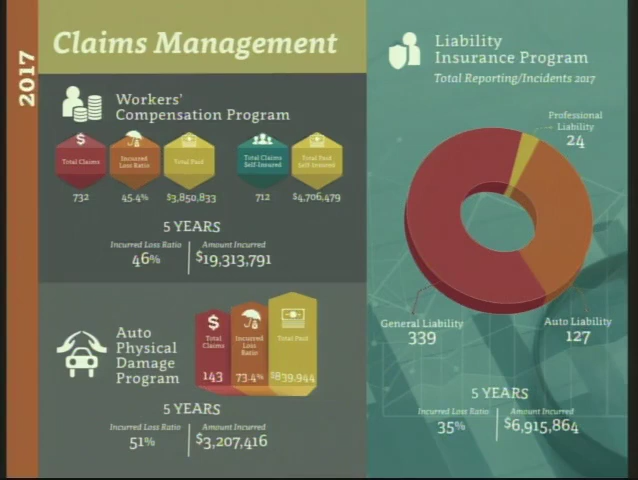 2017
Claims Management
Workers'
Compensation Program
Total Claims
732
Incurred
Loss Ratio
45.4%
Total Paid
$3,850,833
Total Claims
Self-Insured
712
Total Paid
Self-Insured
$4,706,479
5 YEARS
Incurred Loss Ratio
46%
Amount Incurred
$19,313,791
Auto
Physical
Damage
Program
$
Total
Claims
143
Incurred
Loss
Ratio
73.4%
Total Paid
$839,944
5 YEARS
Incurred Loss Ratio
51%
Amount Incurred
$3,207,416
Liability
Insurance Program
Total Reporting/Incidents 2017
Professional
Liability
24
General Liability
339
Auto Liability
127
5 YEARS
Incurred Loss Ratio
35%
Amount Incurred
$6,915,864